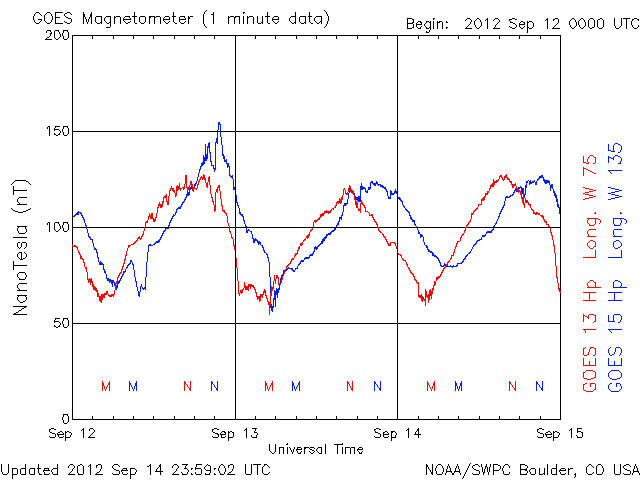 GOES Magnetometer (1 minute data)
Begin: 2012 Sep 12 0000 UTC
200
150
100
50
0
NanoTesla (nT)
M M N N M M N N M M N N
Sep 12 Sep 13 Sep 14 Sep 15
Universal Time
GOES 13 Hp Long. W 75
GOES 15 Hp Long. W 135
Updated 2012 Sep 14 23:59:02 UTC
NOAA/SWPC Boulder, CO USA